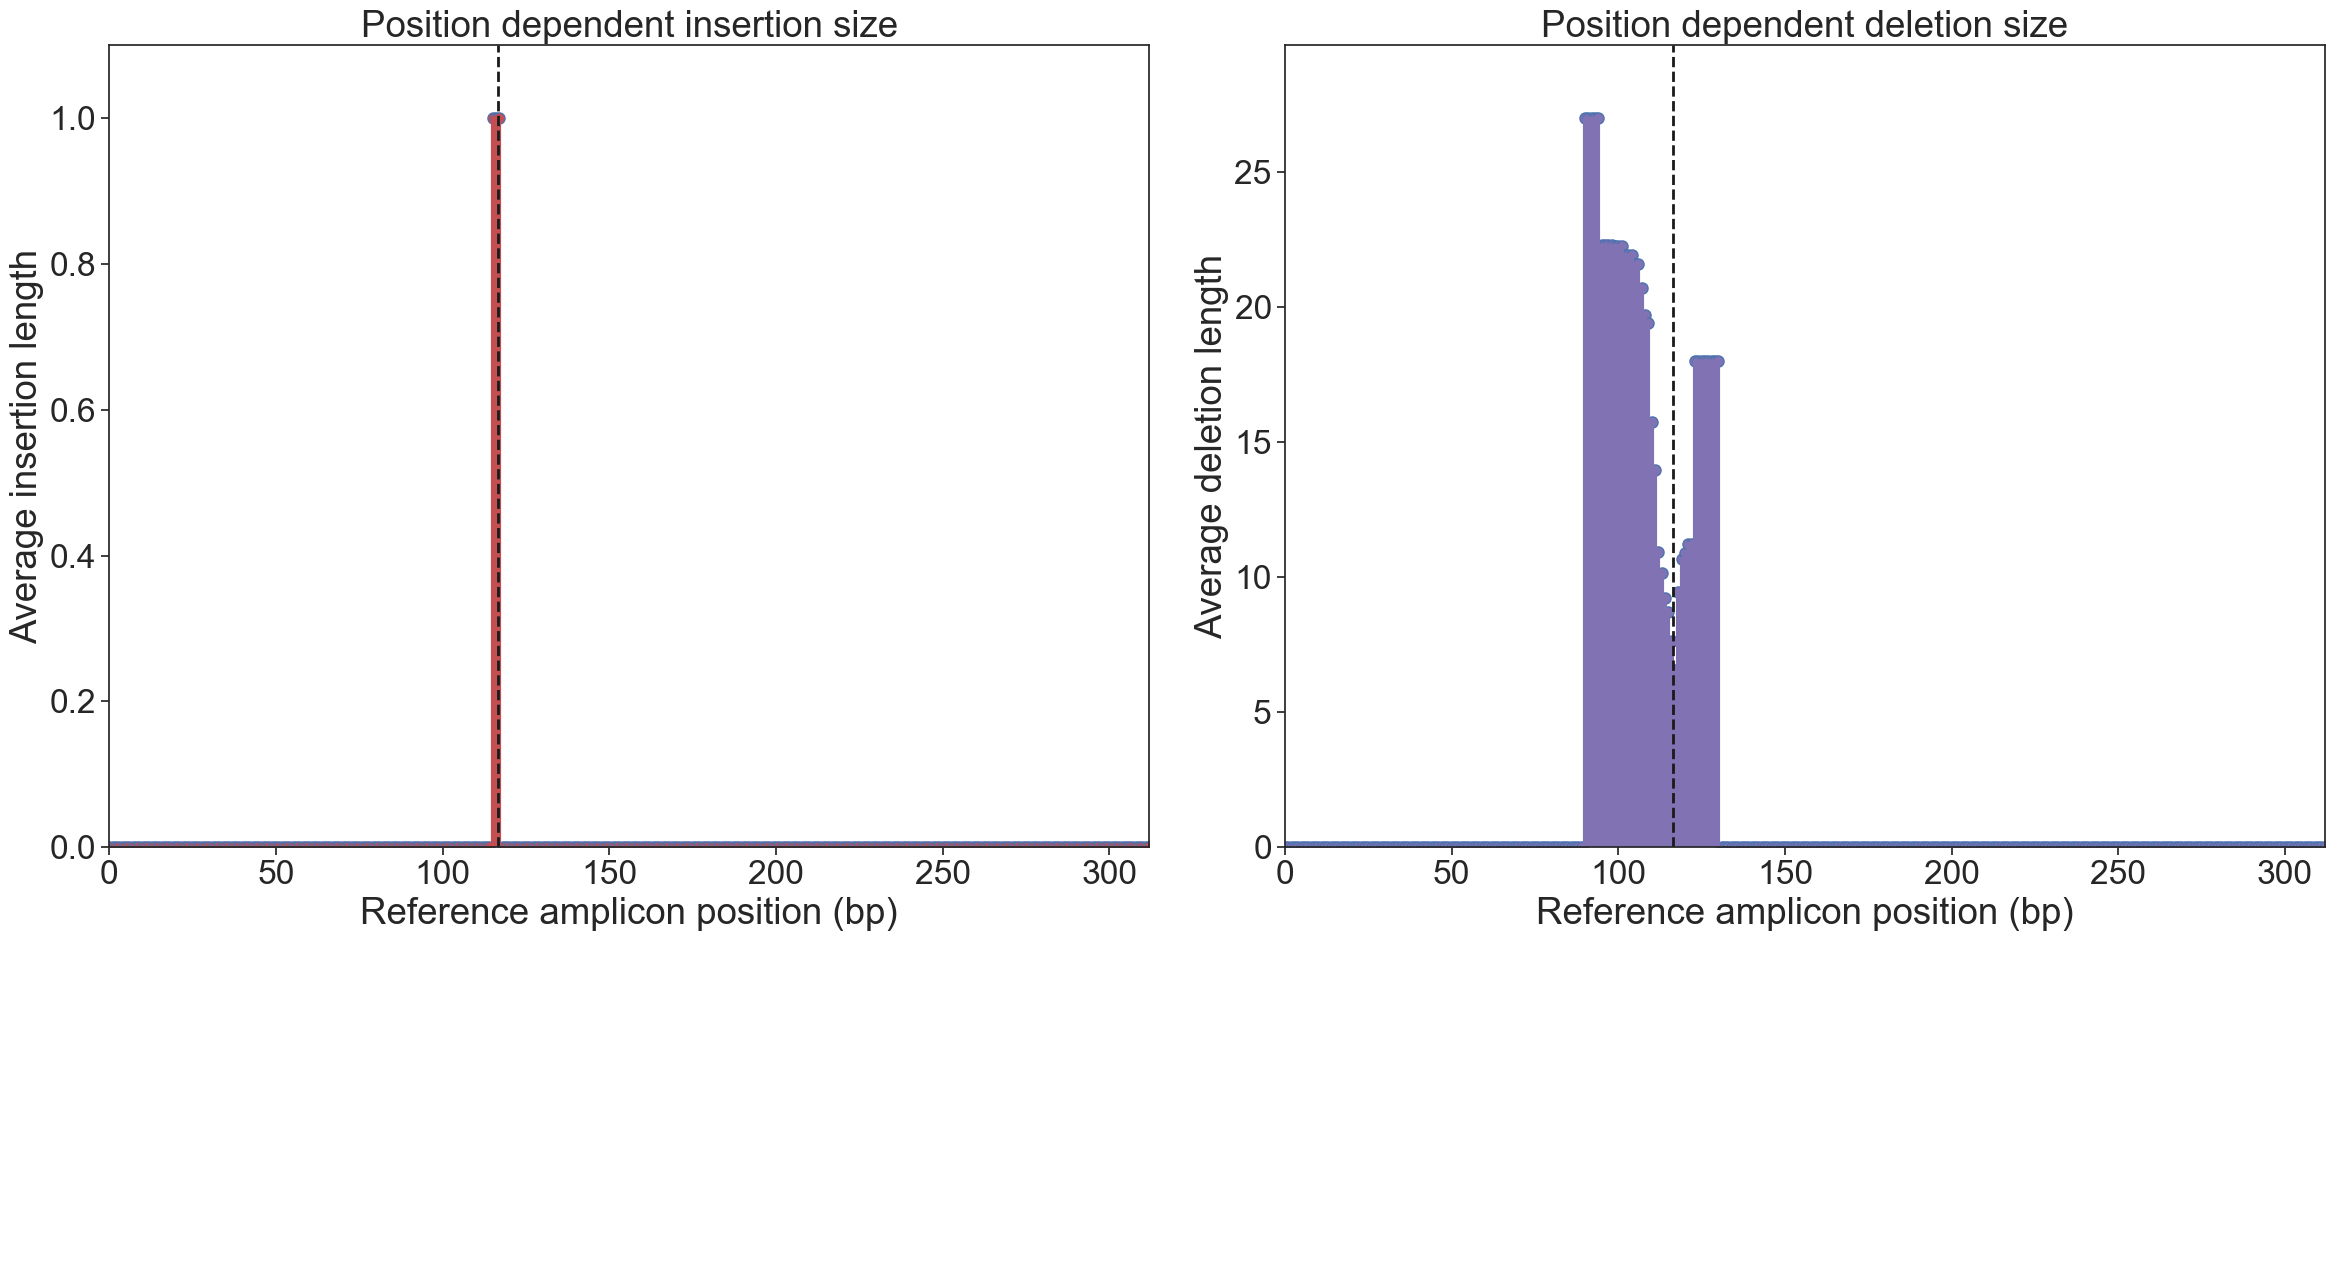 Position dependent insertion size
Average insertion length
1.0
0.8
0.6
0.4
0.2
0.0
0 50 100 150 200 250 300
Reference amplicon position (bp)
Position dependent deletion size
Average deletion length
25
20
15
10
5
0
0 50 100 150 200 250 300
Reference amplicon position (bp)